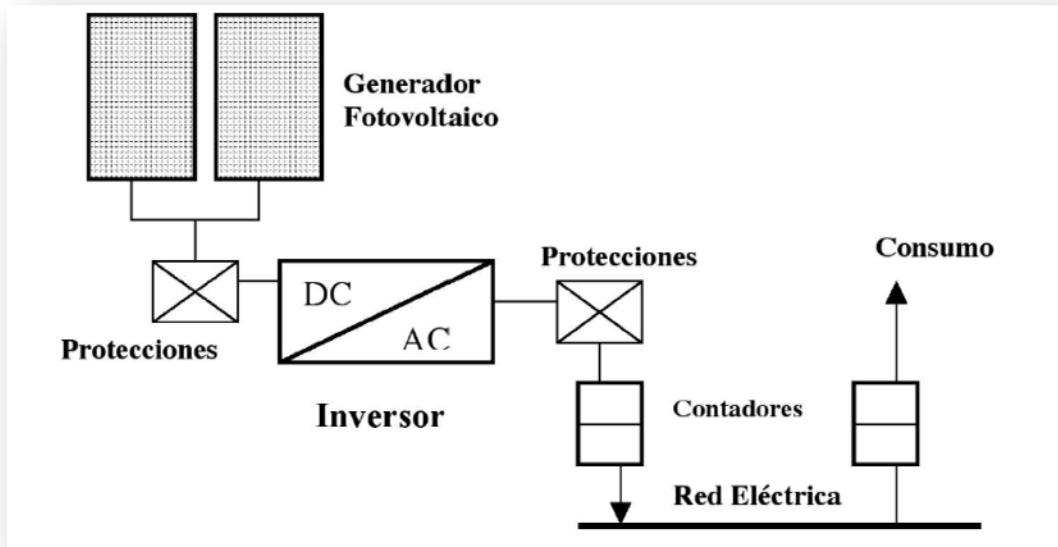 Generador
Fotovoltaico
Consumo
Protecciones
DC
AC
Protecciones
Inversor
Contadores
Red Eléctrica